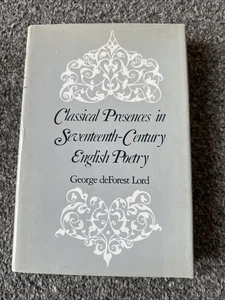 Classical Presences in
Seventeenth-Century
English Poetry
George deForest Lord